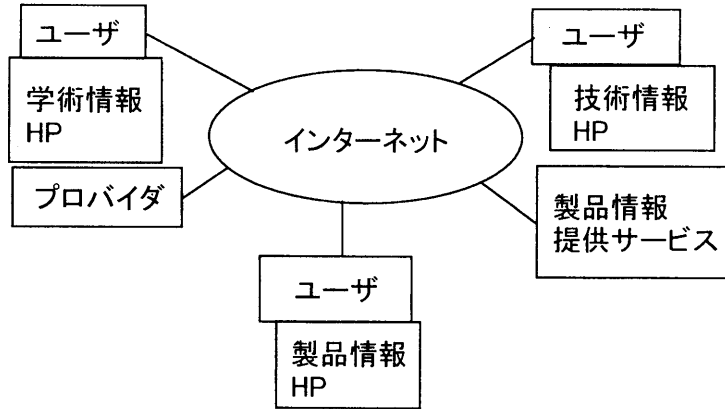 ユーザ
学術情報
HP
プロバイダ
インターネット
ユーザ
技術情報
HP
製品情報
提供サービス
ユーザ
製品情報
HP